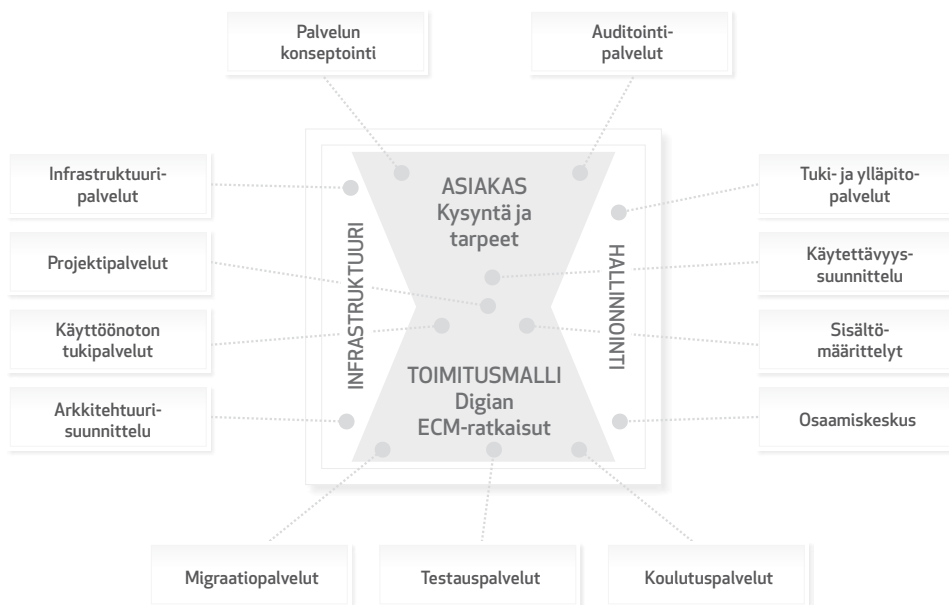 Palvelun
konseptointi
Auditointi-
palvelut
Infrastruktuuri-
palvelut
Projektipalvelut
Käyttöönoton
tukipalvelut
Arkkitehtuuri-
suunnittelu
INFRASTRUKTUURI
ASIAKAS
Kysyntä ja
tarpeet
TOIMITUSMALLI
Digian
ECM-ratkaisut
HALLINNOINTI
Tuki- ja ylläpito-
palvelut
Käytettävyys-
suunnittelu
Sisältö-
määrittelyt
Osaamiskeskus
Migraatiopalvelut
Testauspalvelut
Koulutuspalvelut